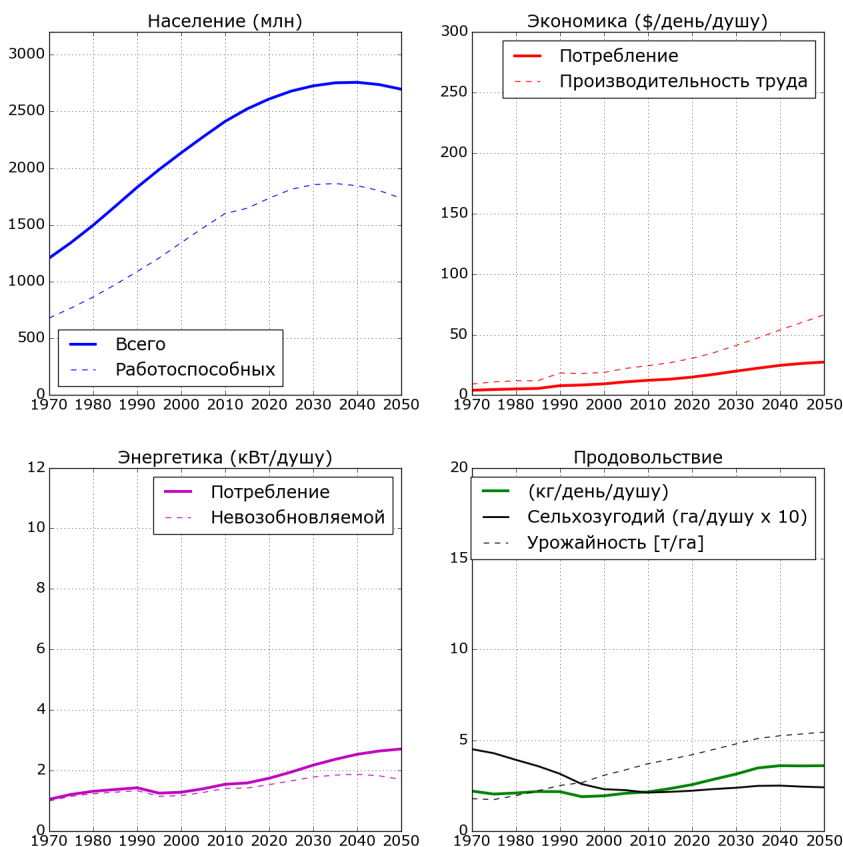 Население (млн)
3000
2500
2000
1500
1000
500
0
Всего
Работоспособных
1970 1980 1990 2000 2010 2020 2030 2040 2050
Экономика ($/день/душу)
300
250
200
150
100
50
0
Потребление
Производительность труда
1970 1980 1990 2000 2010 2020 2030 2040 2050
Энергетика (кВт/душу)
12
10
8
6
4
2
0
Потребление
Невозобновляемой
1970 1980 1990 2000 2010 2020 2030 2040 2050
Продовольствие
20
15
10
5
0
(кг/день/душу)
Сельхозугодий (га/душу x 10)
Урожайность [т/га]
1970 1980 1990 2000 2010 2020 2030 2040 2050